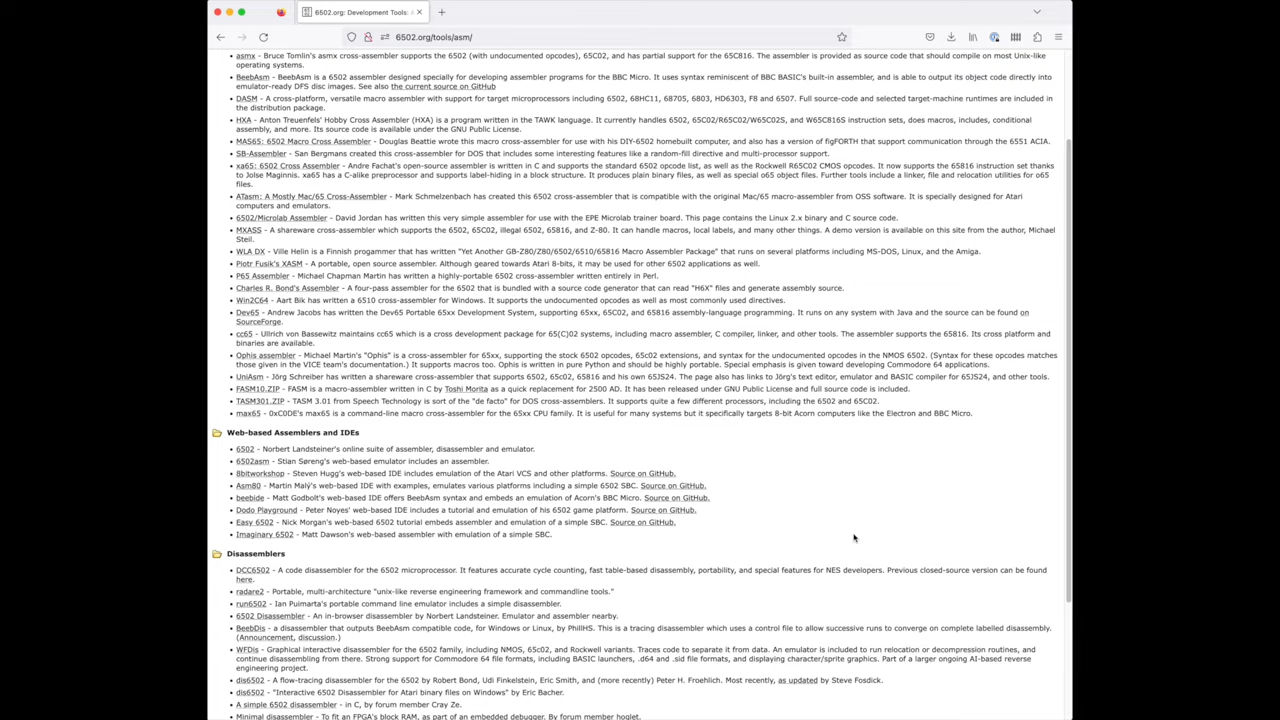 6502.org: Development Tools: A
6502.org/tools/asm/
• asmx - Bruce Tomlin's asmx cross-assembler supports the 6502 (with undocumented opcodes), 65C02, and has partial support for the 65C816. The assembler is provided as source code that should compile on most Unix-like
operating systems.
• BeebAsm - BeebAsm is a 6502 assembler designed specially for developing assembler programs for the BBC Micro. It uses syntax reminiscent of BBC BASIC's built-in assembler, and is able to output its object code directly into
emulator-ready DFS disc images. See also the current source on GitHub
• DASM - A cross-platform, versatile macro assembler with support for target microprocessors including 6502, 68HC11, 68705, 6803, HD6303, F8 and 6507. Full source-code and selected target-machine runtimes are included in
the distribution package.
• HXA - Anton Treuenfels' Hobby Cross Assembler (HXA) is a program written in the TAWK language. It currently handles 6502, 65C02/R65C02/W65C02S, and W65C816S instruction sets, does macros, includes, conditional
assembly, and more. Its source code is available under the GNU Public License.
• MAS65: 6502 Macro Cross Assembler - Douglas Beattie wrote this macro cross-assembler for use with his DIY-6502 homebuilt computer, and also has a version of figFORTH that support communication through the 6551 ACIA.
• SB-Assembler - San Bergmans created this cross-assembler for DOS that includes some interesting features like a random-fill directive and multi-processor support.
• xa65: 6502 Cross Assembler - Andre Fachat's open-source assembler is written in C and supports the standard 6502 opcode list, as well as the Rockwell R65C02 CMOS opcodes. It now supports the 65816 instruction set thanks
to Jolse Maginnis. xa65 has a C-alike preprocessor and supports label-hiding in a block structure. It produces plain binary files, as well as special o65 object files. Further tools include a linker, file and relocation utilities for o65
files.
• ATasm: A Mostly Mac/65 Cross-Assembler - Mark Schmelzenbach has created this 6502 cross-assembler that is compatible with the original Mac/65 macro-assembler from OSS software. It is specially designed for Atari
computers and emulators.
• 6502/Microlab Assembler - David Jordan has written this very simple assembler for use with the EPE Microlab trainer board. This page contains the Linux 2.x binary and C source code.
• MXASS - A shareware cross-assembler which supports the 6502, 65C02, illegal 6502, 65816, and Z-80. It can handle macros, local labels, and many other things. A demo version is available on this site from the author, Michael
Steil.
• WLA DX - Ville Helin is a Finnish progammer that has written "Yet Another GB-Z80/Z80/6502/6510/65816 Macro Assembler Package" that runs on several platforms including MS-DOS, Linux, and the Amiga.
• Piotr Fusik's XASM - A portable, open source assembler. Although geared towards Atari 8-bits, it may be used for other 6502 applications as well.
• P65 Assembler - Michael Chapman Martin has written a highly-portable 6502 cross-assembler written entirely in Perl.
• Charles R. Bond's Assembler - A four-pass assembler for the 6502 that is bundled with a source code generator that can read "H6X" files and generate assembly source.
• Win2C64 - Aart Bik has written a 6510 cross-assembler for Windows. It supports the undocumented opcodes as well as most commonly used directives.
• Dev65 - Andrew Jacobs has written the Dev65 Portable 65xx Development System, supporting 65xx, 65C02, and 65816 assembly-language programming. It runs on any system with Java and the source can be found on
SourceForge.
• cc65 - Ullrich von Bassewitz maintains cc65 which is a cross development package for 65(C)02 systems, including macro assembler, C compiler, linker, and other tools. The assembler supports the 65816. Its cross platform and
binaries are available.
• Ophis assembler - Michael Martin's "Ophis" is a cross-assembler for 65xx, supporting the stock 6502 opcodes, 65c02 extensions, and syntax for the undocumented opcodes in the NMOS 6502. (Syntax for these opcodes matches
those given in the VICE team's documentation.) It supports macros too. Ophis is written in pure Python and should be highly portable. Special emphasis is given on developing Commodore 64 applications.
• UniAsm - Jörg Schreiber has written a shareware cross-assembler that supports 6502, 65c02, 65816 and his own 65JS24. The page also has links to Jörg's text editor, emulator and BASIC compiler for 65JS24, and other tools.
• FASM10.ZIP - FASM is a macro-assembler written in C by Toshi Morita as a quick replacement for 2500 AD. It has been released under GNU Public License and full source code is included.
• TASM301.ZIP - TASM 3.01 from Speech Technology is sort of the "de facto" for DOS cross-assemblers. It supports quite a few different processors, including the 6502 and 65C02.
• max65 - 0xC0DE's max65 is a command-line macro cross-assembler for the 65xx CPU family. It is useful for many systems but it specifically targets 8-bit Acorn computers like the Electron and BBC Micro.
Web-based Assemblers and IDEs
• 6502 - Norbert Landsteiner's online suite of assembler, disassembler and emulator.
• 6502asm - Stian Søreng's web-based emulator includes an assembler.
• 8bitworkshop - Steven Hugg's web-based IDE includes emulation of the Atari VCS and other platforms. Source on GitHub.
• Asm80 - Martin Malý's web-based IDE with examples, emulates various platforms including a simple 6502 SBC. Source on GitHub.
• beebide - Matt Godbolt's web-based IDE offers BeebAsm syntax and embeds an emulation of Acorn's BBC Micro. Source on GitHub.
• Dodo Playground - Peter Noyes' web-based IDE includes a tutorial and emulation of his 6502 game platform. Source on GitHub.
• Easy 6502 - Nick Morgan's web-based 6502 tutorial embeds assembler and emulation of a simple SBC. Source on GitHub.
• Imaginary 6502 - Matt Dawson's web-based assembler with emulation of a simple SBC.
Disassemblers
• DCC6502 - A code disassembler for the 6502 microprocessor. It features accurate cycle counting, fast table-based disassembly, portability, and special features for NES developers. Previous closed-source version can be found
here.
• radare2 - Portable, multi-architecture "unix-like reverse engineering framework and commandline tools."
• run6502 - Ian Puimarta's portable command line emulator includes a simple disassembler.
• 6502 Disassembler - An in-browser disassembler by Norbert Landsteiner. Emulator and assembler nearby.
• BeebDis - a disassembler that outputs BeebAsm compatible code, for Windows or Linux, by PhillHS. This is a tracing disassembler which uses a control file to allow successive runs to converge on complete labelled disassembly.
(Announcement, discussion.)
• WFDis - Graphical interactive disassembler for the 6502 family, including NMOS, 65c02, and Rockwell variants. Traces code to separate it from data. An emulator is included to run relocation or decompression routines, and
continue disassembling from there. Strong support for Commodore 64 file formats, including BASIC launchers, .d64 and .sid file formats, and displaying character/sprite graphics. Part of a larger ongoing AI-based reverse
engineering project.
• dis6502 - A flow-tracing disassembler for the 6502 by Robert Bond, Udi Finkelstein, Eric Smith, and (more recently) Peter H. Froehlich. Most recently, as updated by Steve Fosdick.
• dis6502 - "Interactive 6502 Disassembler for Atari binary files on Windows" by Eric Bacher.
• A simple 6502 disassembler - in C, by forum member Cray Ze.
• Minimal disassembler - To fit an FPGA's block RAM, as part of an embedded debugger. By forum member hoglet.